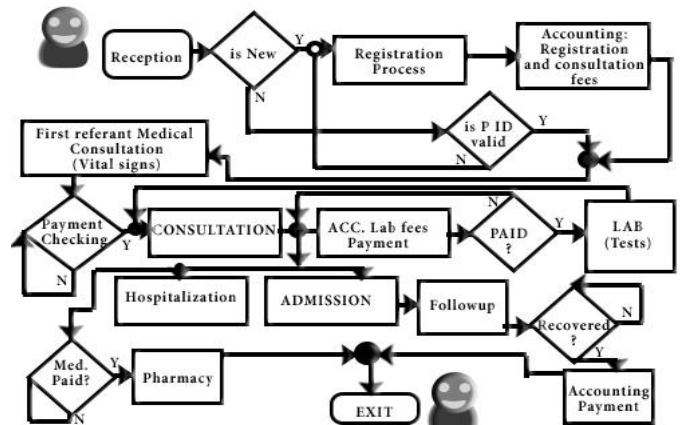 Reception
is New
Y
N
Registration
Process
Accounting:
Registration
and consultation
fees
is P ID
valid
Y
N
First referant Medical
Consultation
(Vital signs)
Payment
Checking
Y
N
CONSULTATION
ACC. Lab fees
Payment
PAID
?
N
Y
LAB
(Tests)
Hospitalization
ADMISSION
Followup
Recovered
?
N
Y
Med.
Paid?
Y
N
Pharmacy
EXIT
Accounting
Payment